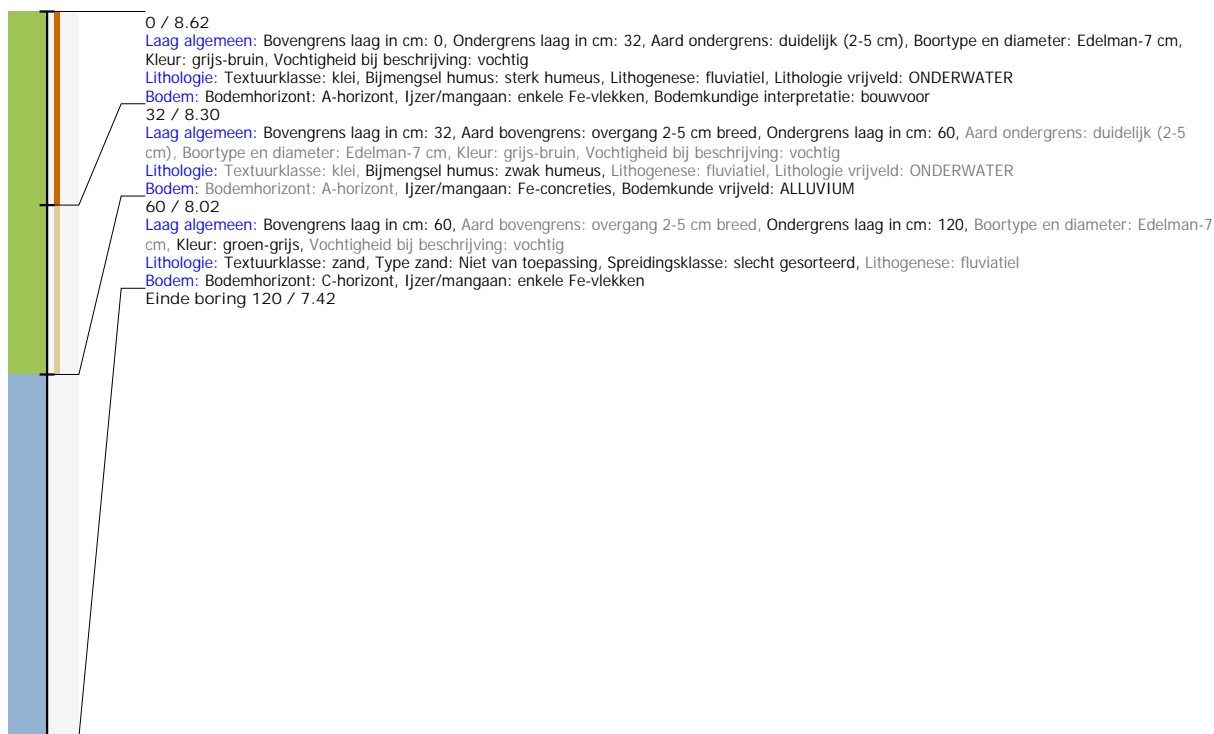 0 / 8.62
Laag algemeen: Bovengrens laag in cm: 0, Ondergrens laag in cm: 32, Aard ondergrens: duidelijk (2-5 cm), Boortype en diameter: Edelman-7 cm,
Kleur: grijs-bruin, Vochtigheid bij beschrijving: vochtig
Lithologie: Textuurklasse: klei, Bijmengsel humus: sterk humeus, Lithogenese: fluviatiel, Lithologie vrijveld: ONDERWATER
Bodem: Bodemhorizont: A-horizont, Ijzer/mangaan: enkele Fe-vlekken, Bodemkundige interpretatie: bouwvoor
32 / 8.30
Laag algemeen: Bovengrens laag in cm: 32, Aard bovengrens: overgang 2-5 cm breed, Ondergrens laag in cm: 60, Aard ondergrens: duidelijk (2-5
cm), Boortype en diameter: Edelman-7 cm, Kleur: grijs-bruin, Vochtigheid bij beschrijving: vochtig
Lithologie: Textuurklasse: klei, Bijmengsel humus: zwak humeus, Lithogenese: fluviatiel, Lithologie vrijveld: ONDERWATER
Bodem: Bodemhorizont: A-horizont, Ijzer/mangaan: Fe-concreties, Bodemkunde vrijveld: ALLUVIUM
60 / 8.02
Laag algemeen: Bovengrens laag in cm: 60, Aard bovengrens: overgang 2-5 cm breed, Ondergrens laag in cm: 120, Boortype en diameter: Edelman-7
cm, Kleur: groen-grijs, Vochtigheid bij beschrijving: vochtig
Lithologie: Textuurklasse: zand, Type zand: Niet van toepassing, Spreidingsklasse: slecht gesorteerd, Lithogenese: fluviatiel
Bodem: Bodemhorizont: C-horizont, Ijzer/mangaan: enkele Fe-vlekken
Einde boring 120 / 7.42